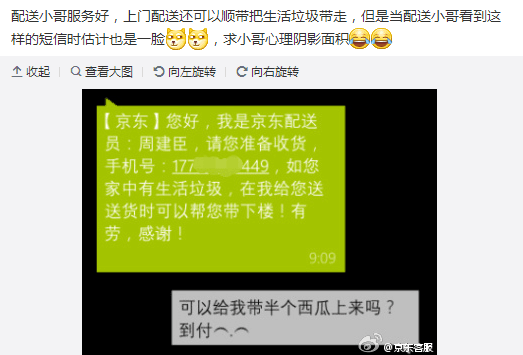 配送小哥服务好，上门配送还可以顺带把生活垃圾带走，但是当配送小哥看到这
样的短信时估计也是一脸，求小哥心理阴影面积
收起 查看大图 向左旋转 向右旋转
【京东】您好，我是京东配送
员：周建臣，请您准备收货，
手机号：17 449，如您
家中有生活垃圾，在我给您送
送货时可以帮您带下楼！有
劳，感谢！
9:09
可以给我带半个西瓜上来吗？
到付⌒.⌒
@京东客服